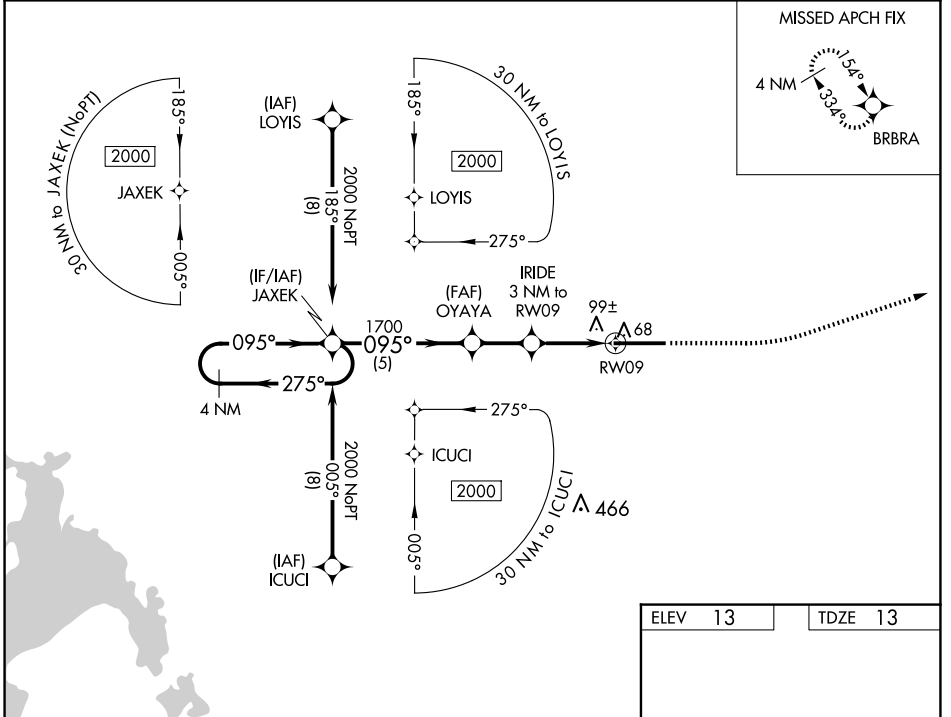 MISSED APCH FIX
4 NM
154°
334°
BRBRA
30 NM to JAXEK (NoPT)
185°
2000
JAXEK
005°
(IAF)
LOYIS
2000 NoPT
185°
(8)
30 NM to LOYIS
185°
2000
LOYIS
275°
(IF/IAF)
JAXEK
095°
275°
4 NM
1700
095°
(5)
(FAF)
OYAYA
IRIDE
3 NM to
RW09
99±
68
RW09
2000 NoPT
005°
(8)
(IAF)
ICUCI
275°
ICUCI
2000
005°
30 NM to ICUCI
466
ELEV 13
TDZE 13